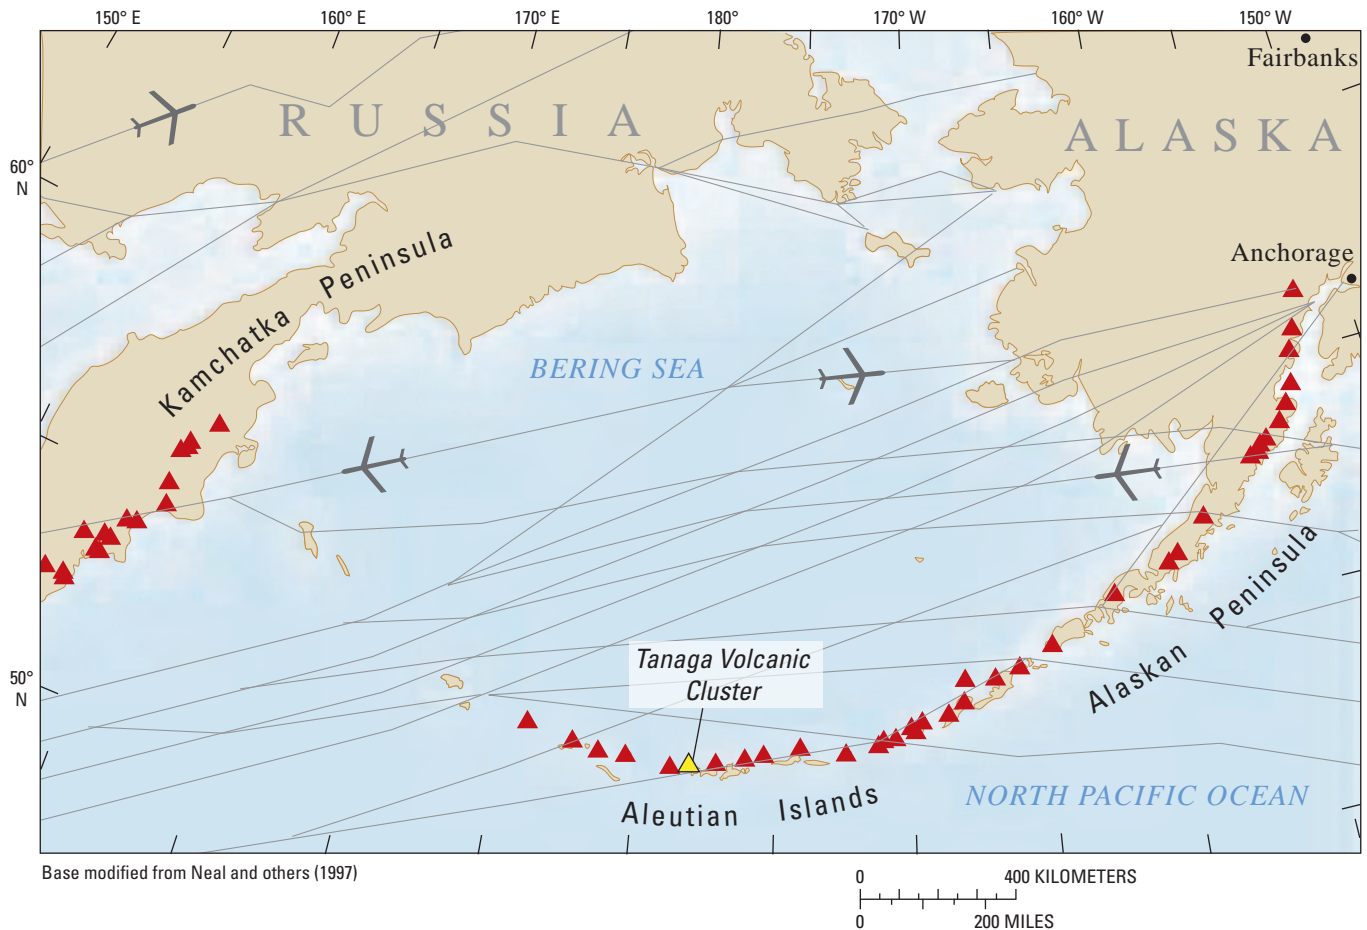 150° E
160° E
170° E
180°
170° W
160° W
150° W
Fairbanks
RUSSIA
ALASKA
60°
N
Kamchatka Peninsula
Anchorage
BERING SEA
50°
N
Tanaga Volcanic
Cluster
Alaskan Peninsula
Aleutian Islands
NORTH PACIFIC OCEAN
Base modified from Neal and others (1997)
0 400 KILOMETERS
0 200 MILES